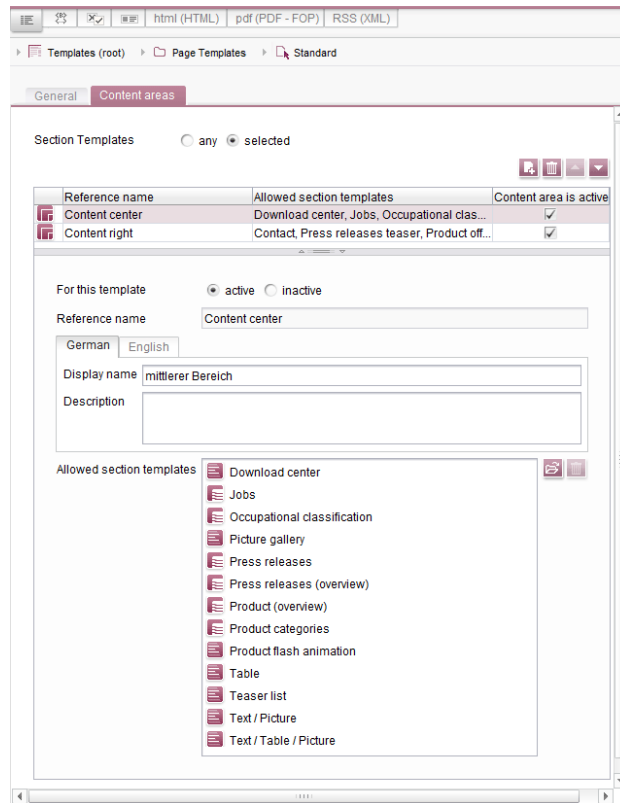 html (HTML) pdf (PDF - FOP) RSS (XML)
Templates (root) Page Templates Standard
General Content areas
Section Templates any selected
Reference name Allowed section templates Content area is active
Content center Download center, Jobs, Occupational clas...
Content right Contact, Press releases teaser, Product off...
For this template active inactive
Reference name Content center
German English
Display name mittlerer Bereich
Description
Allowed section templates Download center
Jobs
Occupational classification
Picture gallery
Press releases
Press releases (overview)
Product (overview)
Product categories
Product flash animation
Table
Teaser list
Text / Picture
Text / Table / Picture